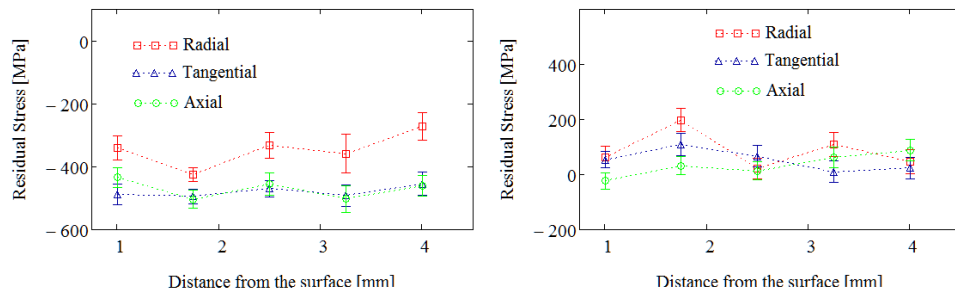 Residual Stress [MPa]
0
− 200
− 400
− 600
Radial
Tangential
Axial
1
2
3
4
Distance from the surface [mm]
Residual Stress [MPa]
400
200
0
− 200
Radial
Tangential
Axial
1
2
3
4
Distance from the surface [mm]